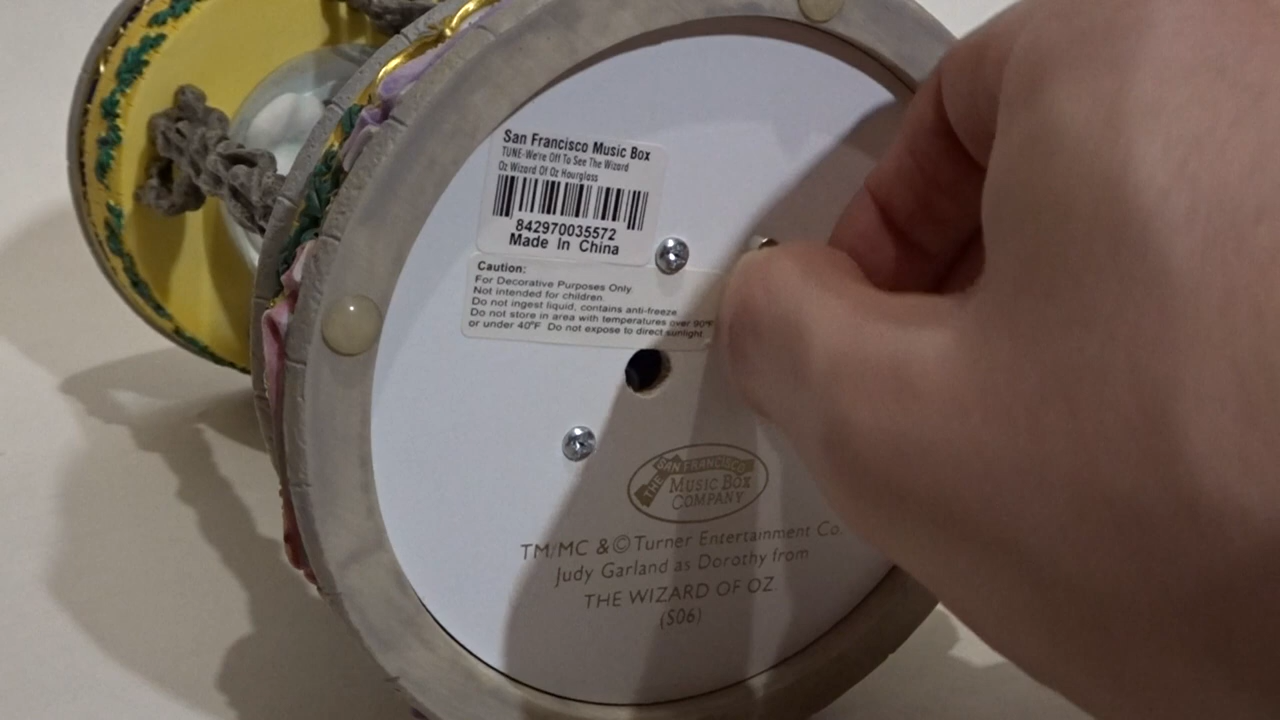 San Francisco Music Box
TUNE-We're Off To See The Wizard
Oz Wizard Of Oz Hourglass
842970035572
Made In China
Caution:
For Decorative Purposes Only
Not intended for children.
Do not ingest liquid, contains anti-freeze
Do not store in area with temperatures over 90°F
or under 40°F Do not expose to direct sunlight
THE SAN FRANCISCO
MUSIC BOX
COMPANY
TM/MC & © Turner Entertainment Co.
Judy Garland as Dorothy from
THE WIZARD OF OZ
(S06)